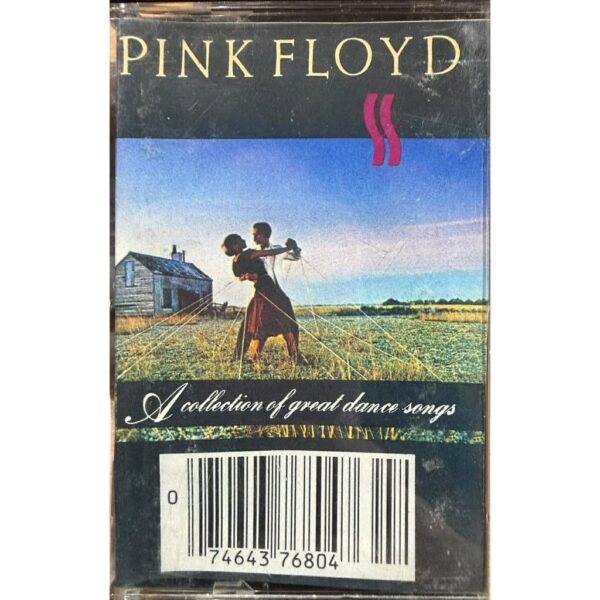 PINK FLOYD
A collection of great dance songs
0
74643 76804